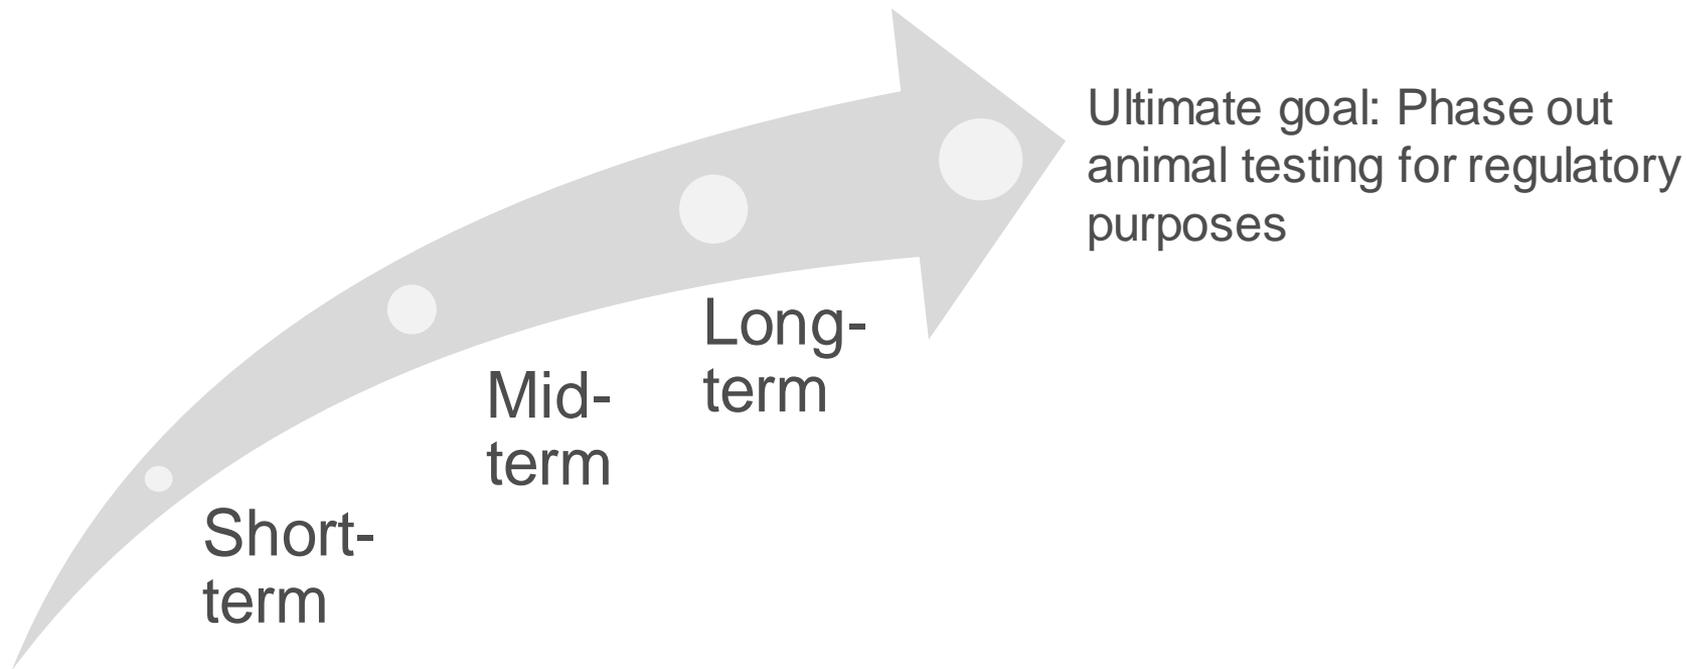 Ultimate goal: Phase out
animal testing for regulatory
purposes
Long-
term
Mid-
term
Short-
term